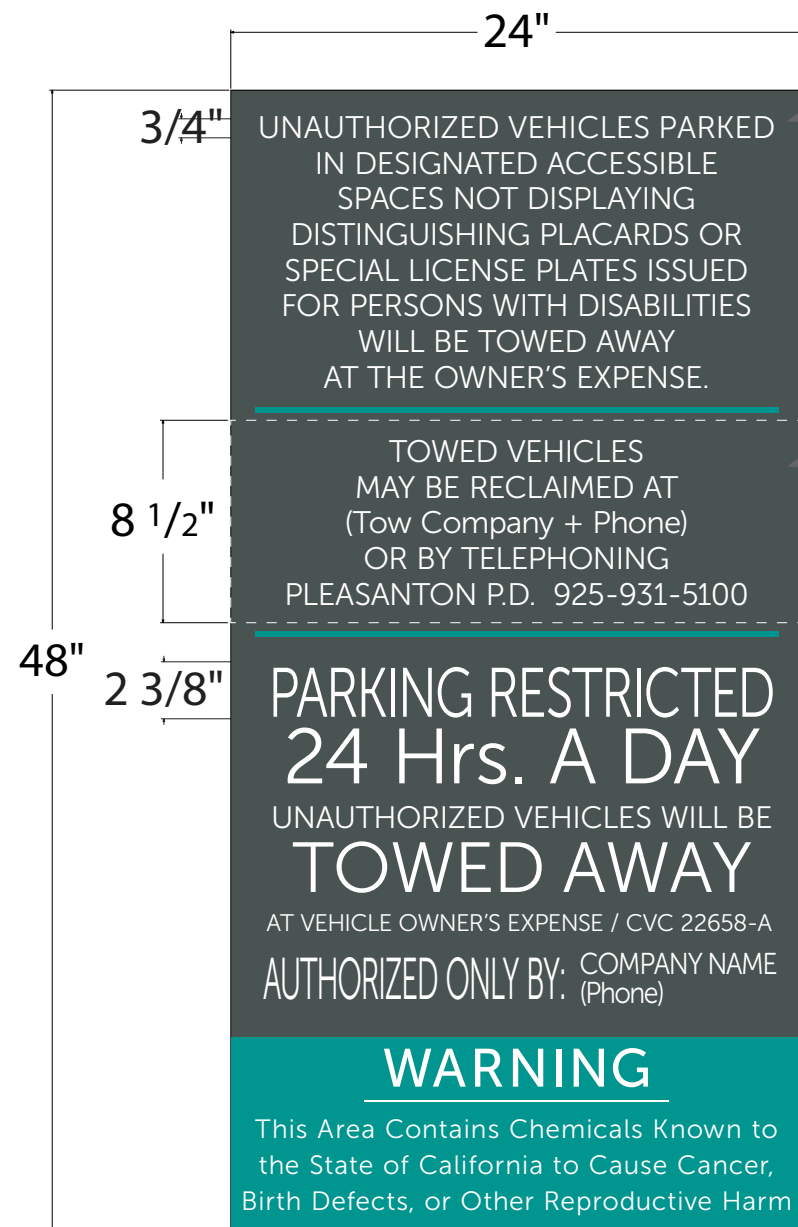 24"
48"
3/4"
UNAUTHORIZED VEHICLES PARKED
IN DESIGNATED ACCESSIBLE
SPACES NOT DISPLAYING
DISTINGUISHING PLACARDS OR
SPECIAL LICENSE PLATES ISSUED
FOR PERSONS WITH DISABILITIES
WILL BE TOWED AWAY
AT THE OWNER’S EXPENSE.
8 1/2"
TOWED VEHICLES
MAY BE RECLAIMED AT
(Tow Company + Phone)
OR BY TELEPHONING
PLEASANTON P.D. 925-931-5100
2 3/8"
PARKING RESTRICTED
24 Hrs. A DAY
UNAUTHORIZED VEHICLES WILL BE
TOWED AWAY
AT VEHICLE OWNER’S EXPENSE / CVC 22658-A
AUTHORIZED ONLY BY: COMPANY NAME
(Phone)
WARNING
This Area Contains Chemicals Known to
the State of California to Cause Cancer,
Birth Defects, or Other Reproductive Harm